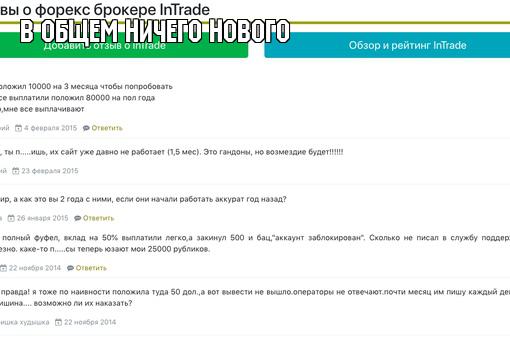 вы о форекс брокере InTrade
В ОБЩЕМ НИЧЕГО НОВОГО
Добавить отзыв о InTrade
Обзор и рейтинг InTrade
оложил 10000 на 3 месяца чтобы попробовать
се выплатили положил 80000 на пол года
о,мне все выплачивают
рий 4 февраля 2015 Ответить
, ты п.....ишь, их сайт уже давно не работает (1,5 мес). Это гандоны, но возмездие будет!!!!!!
ий 23 февраля 2015
ир, а как это вы 2 года с ними, если они начали работать аккурат год назад?
а 26 января 2015 Ответить
полный фуфел, вклад на 50% выплатили легко,а закинул 500 и бац,"аккаунт заблокирован". Сколько не писал в службу поддер
езно. какe-то п.....сы теперь юзают мои 25000 рубликов.
22 ноября 2014 Ответить
правда! я тоже по наивности положила туда 50 дол.,а вот вывести не вышло.операторы не отвечают.почти месяц им пишу каждый де
ишина.... возможно ли их наказать?
ришка худышка 22 ноября 2014